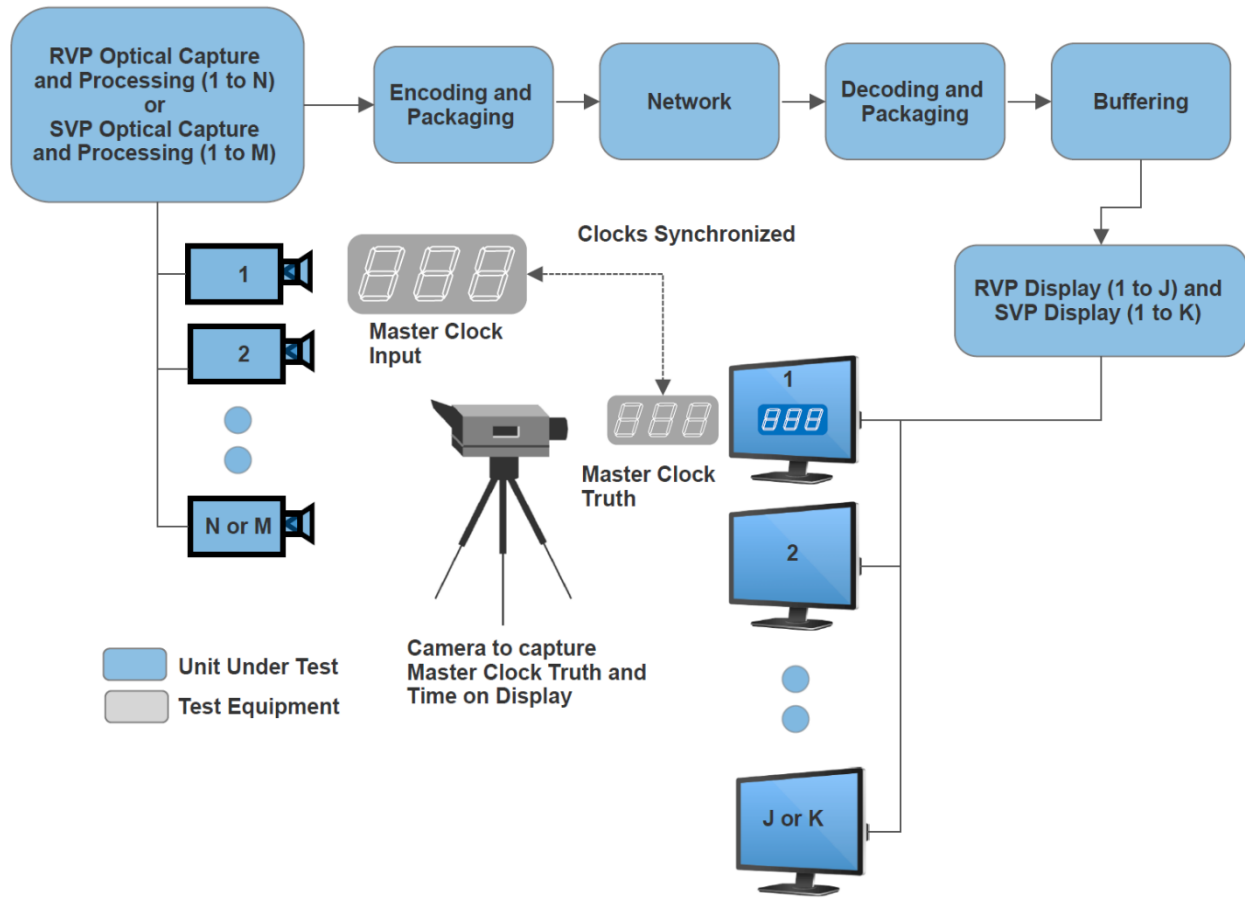 RVP Optical Capture
and Processing (1 to N)
or
SVP Optical Capture
and Processing (1 to M)
Encoding and
Packaging
Network
Decoding and
Packaging
Buffering
Clocks Synchronized
1
888
Master Clock
Input
2
N or M
RVP Display (1 to J) and
SVP Display (1 to K)
888
Master Clock
Truth
1
888
2
J or K
Camera to capture
Master Clock Truth and
Time on Display
Unit Under Test
Test Equipment